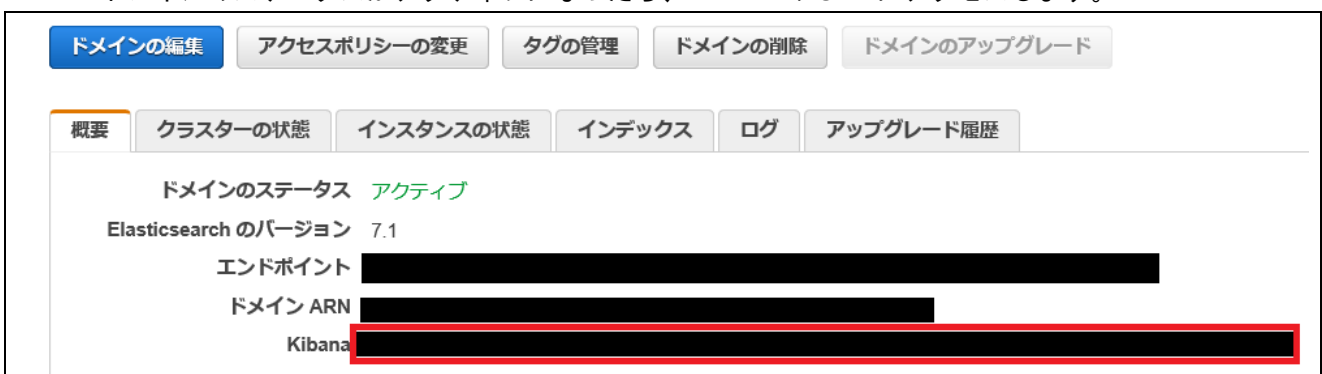 ドメインの編集 アクセスポリシーの変更 タグの管理 ドメインの削除 ドメインのアップグレード
概要 クラスターの状態 インスタンスの状態 インデックス ログ アップグレード履歴
ドメインのステータス アクティブ
Elasticsearch のバージョン 7.1
エンドポイント
ドメイン ARN
Kibana